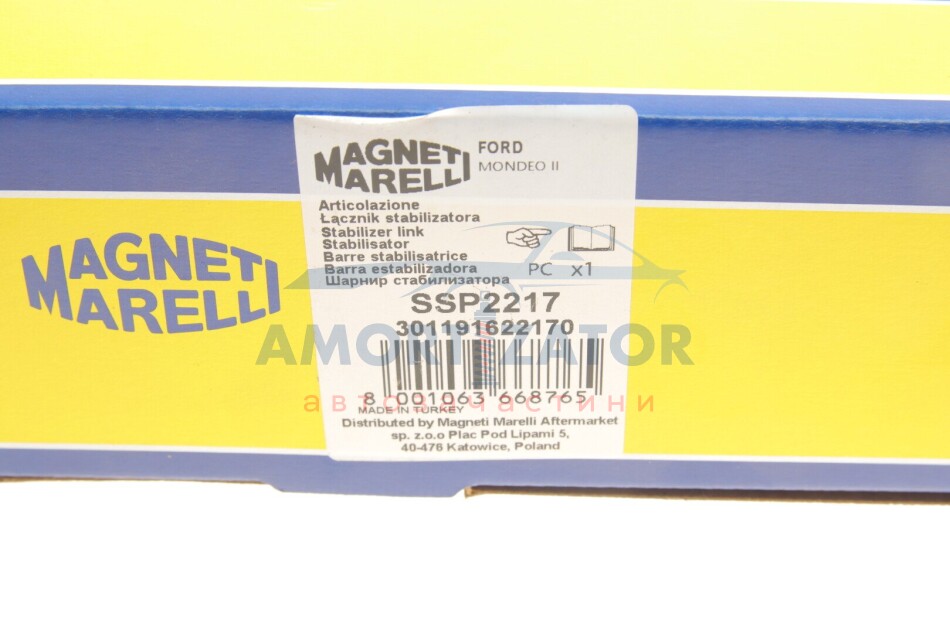 MAGNETI
MARELLI
MAGNETI
MARELLI
FORD
MONDEO II
Articolazione
Łącznik stabilizatora
Stabilizer link
Stabilisator
Barre stabilisatrice
Barra estabilizadora
Шарнир стабилизатора
PC x1
SSP2217
301191622170
AMORTIZATOR
8 001063 668765
автозапчастини
MADE IN TURKEY
Distributed by Magneti Marelli Aftermarket
sp. z.o.o Plac Pod Lipami 5,
40-476 Katowice, Poland